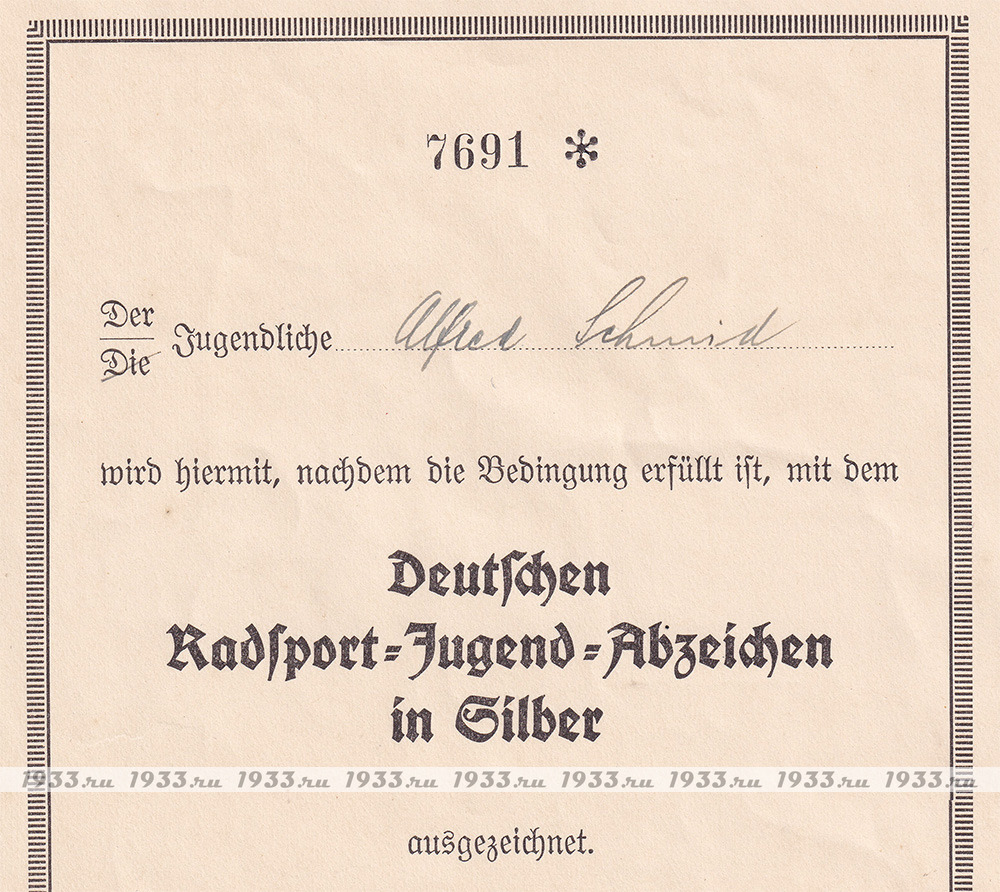 7691 *
Der
Die Jugendliche Alfred Schmid
wird hiermit, nachdem die Bedingung erfüllt ist, mit dem
Deutschen
Radsport=Jugend=Abzeichen
in Silber
1933.ru 1933.ru 1933.ru 1933.ru 1933.ru 1933.ru 1933.ru 1933.ru 1933.ru
ausgezeichnet.